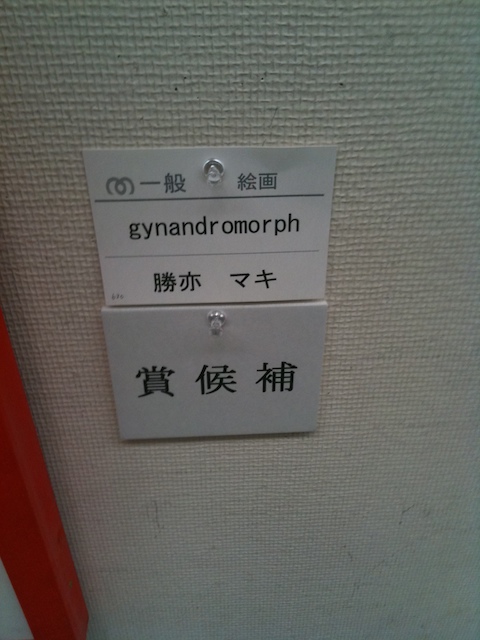 一般 絵画
gynandromorph
勝亦 マキ
賞候補